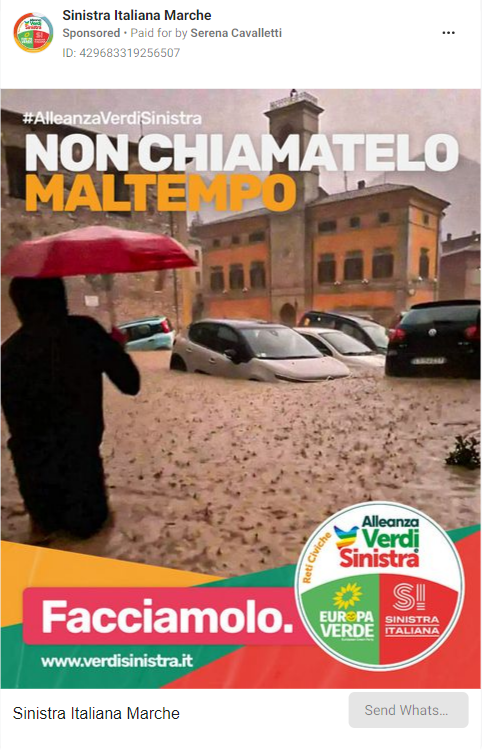 Sinistra Italiana Marche
Sponsored • Paid for by Serena Cavalletti
ID: 429683319256507
#AlleanzaVerdiSinistra
NON CHIAMATELO
MALTEMPO
Reti Civiche
Alleanza
Verdi
Sinistra
EUROPA
VERDE
SI
SINISTRA
ITALIANA
Facciamolo.
www.verdisinistra.it
Sinistra Italiana Marche
Send Whats...